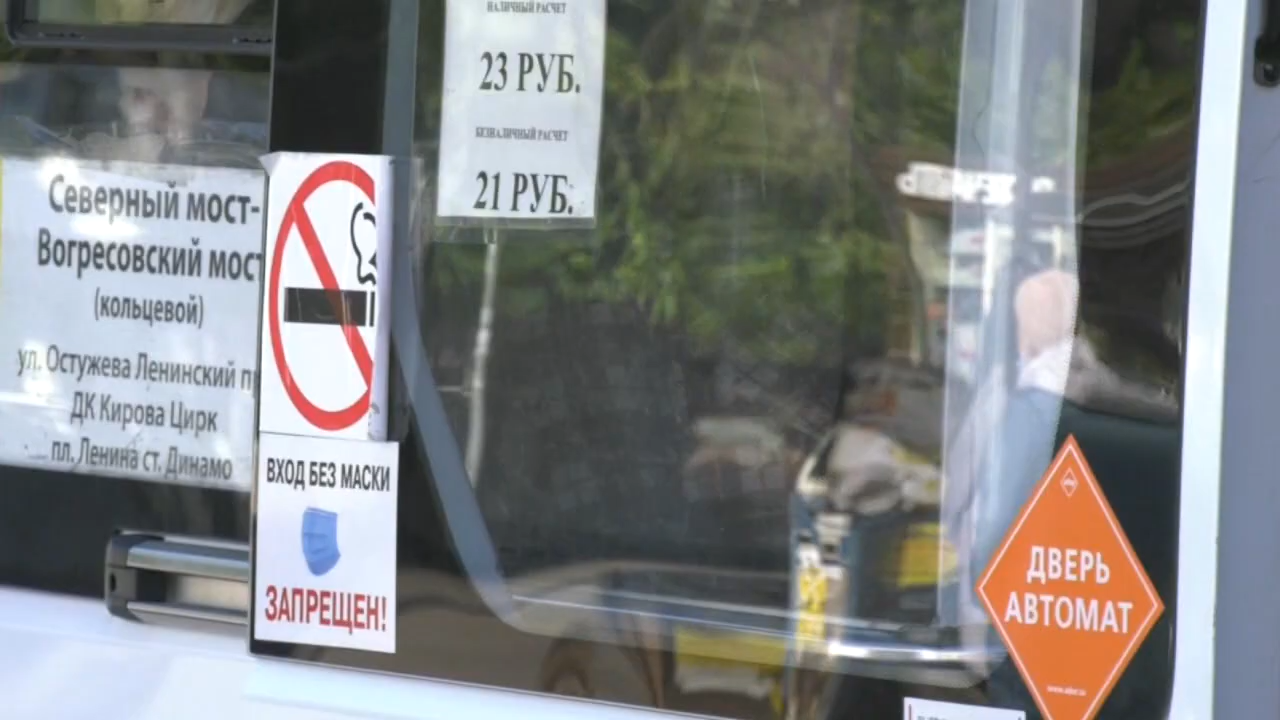 НАЛИЧНЫЙ РАСЧЕТ
23 РУБ.
БЕЗНАЛИЧНЫЙ РАСЧЕТ
21 РУБ.
Северный мост-
Вогресовский мост
(кольцевой)
ул. Остужева Ленинский п
ДК Кирова Цирк
пл. Ленина ст. Динамо
ВХОД БЕЗ МАСКИ
ЗАПРЕЩЕН!
ДВЕРЬ
АВТОМАТ